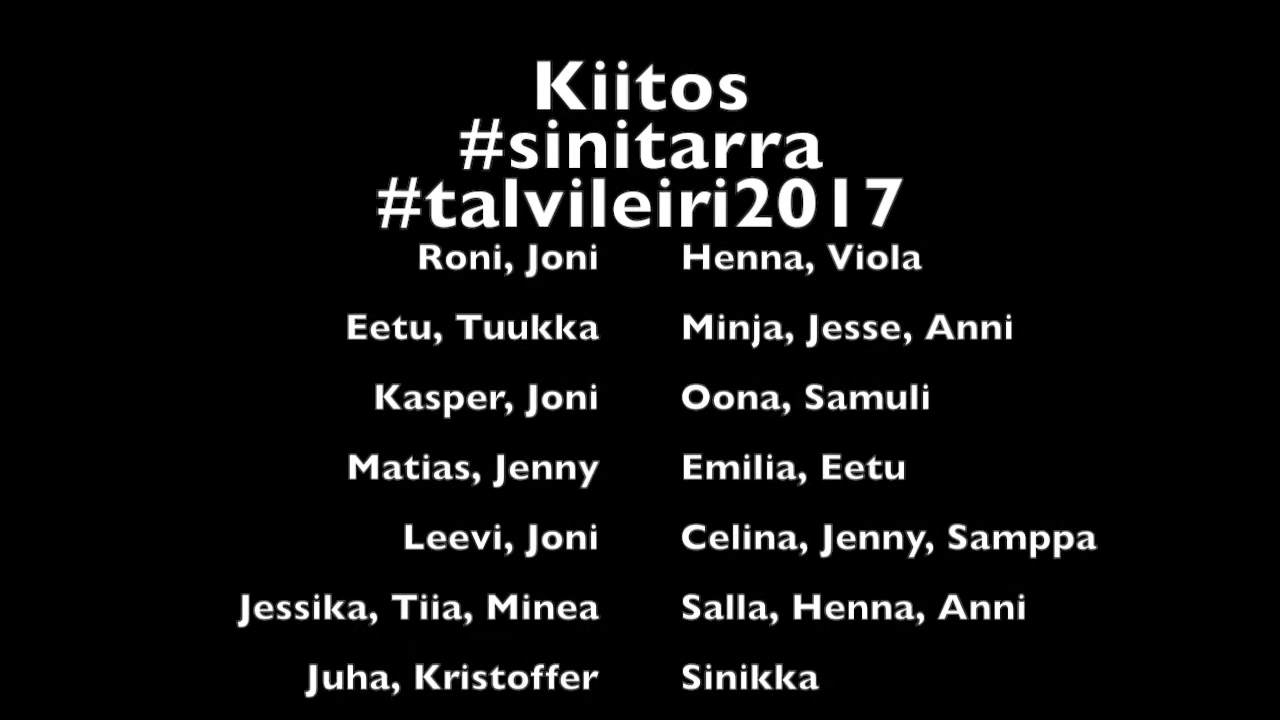 Kiitos
#sinitarra
#talvileiri2017
Roni, Joni Henna, Viola
Eetu, Tuukka Minja, Jesse, Anni
Kasper, Joni Oona, Samuli
Matias, Jenny Emilia, Eetu
Leevi, Joni Celina, Jenny, Samppa
Jessika, Tiia, Minea Salla, Henna, Anni
Juha, Kristoffer Sinikka